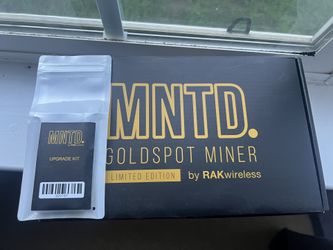 MNTD.
GOLDSPOT MINER
LIMITED EDITION
by RAKwireless
MNTD.
UPGRADE KIT